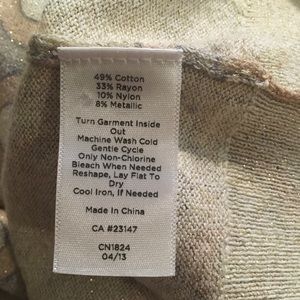 49% Cotton
33% Rayon
10% Nylon
8% Metallic
Turn Garment Inside
Out
Machine Wash Cold
Gentle Cycle
Only Non-Chlorine
Bleach When Needed
Reshape, Lay Flat To
Dry
Cool Iron, If Needed
Made In China
CA #23147
CN1824
04/13